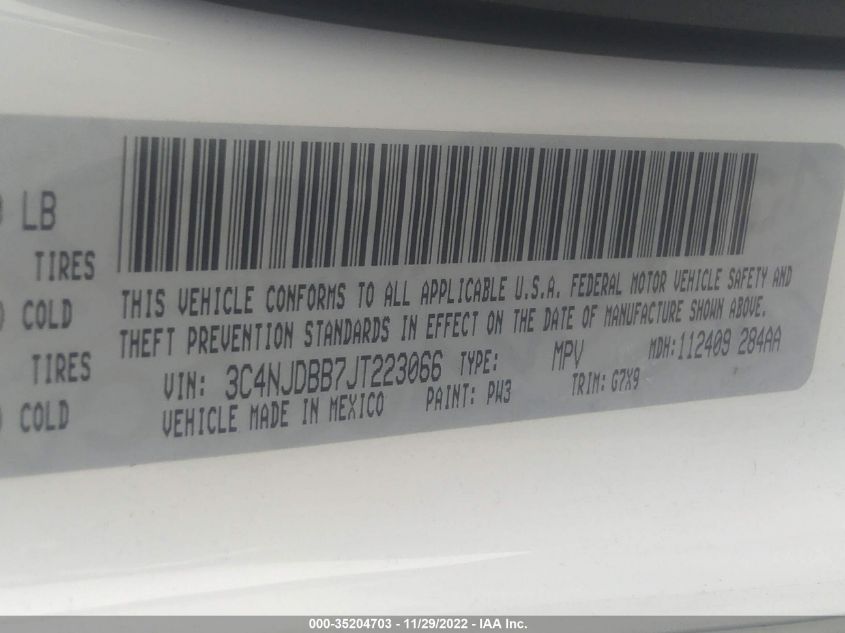 LB
TIRES
COLD
TIRES
COLD
THIS VEHICLE CONFORMS TO ALL APPLICABLE U.S.A. FEDERAL MOTOR VEHICLE SAFETY AND
THEFT PREVENTION STANDARDS IN EFFECT ON THE DATE OF MANUFACTURE SHOWN ABOVE.
VIN: 3C4NJDBB7JT223066 TYPE: MPV MDH:112409 284AA
VEHICLE MADE IN MEXICO PAINT: PW3 TRIM: G7X9
000-35204703 - 11/29/2022 - IAA Inc.